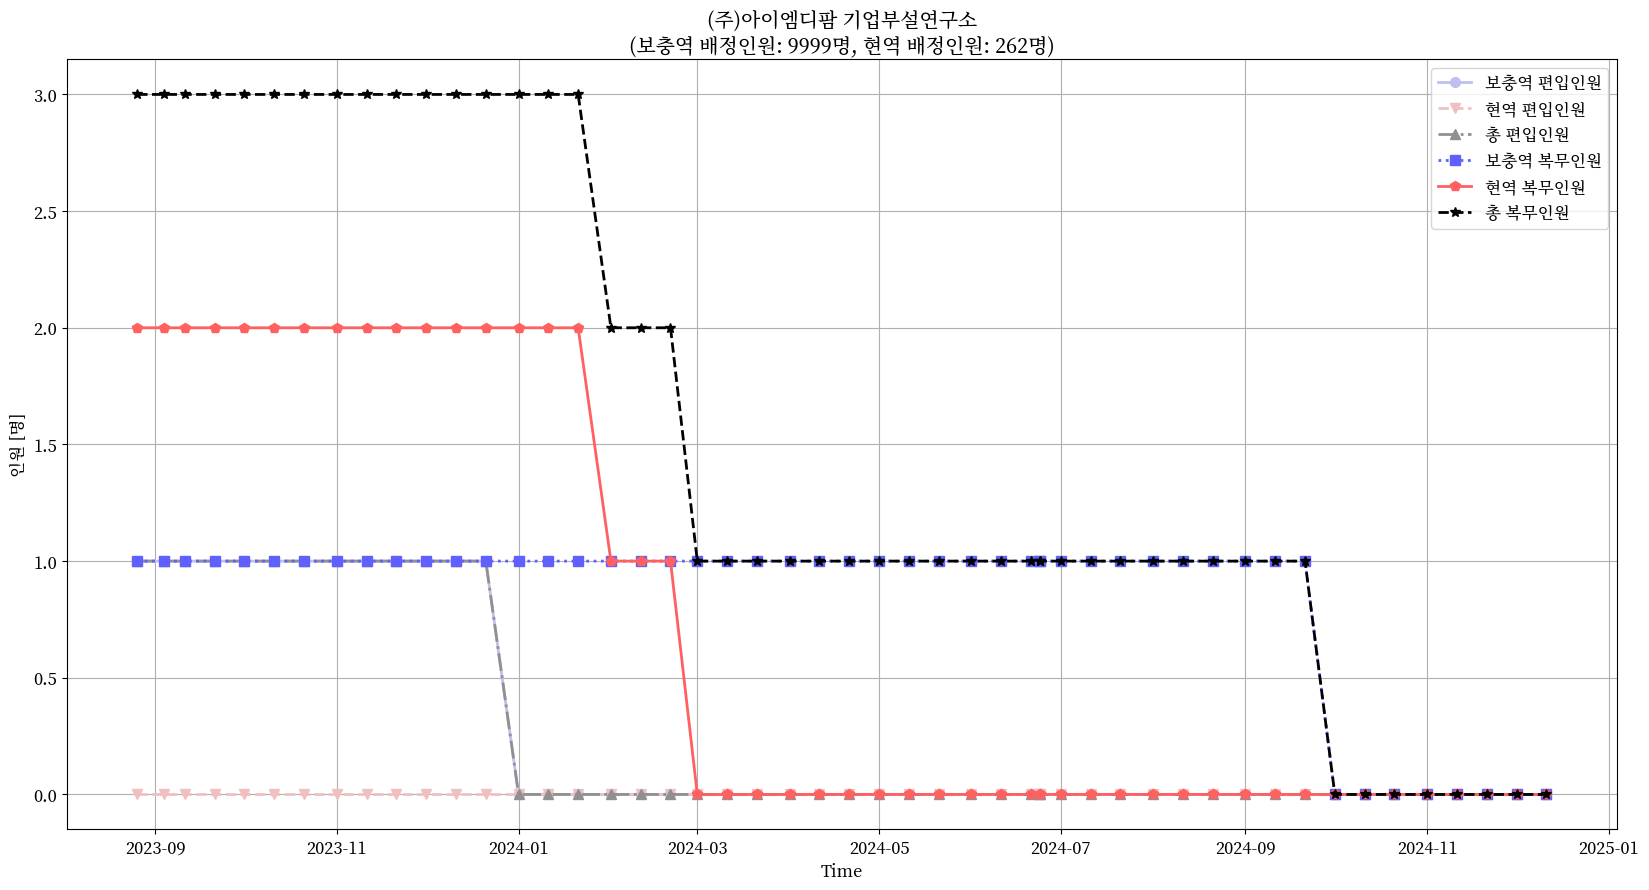 (주)아이엠디팜 기업부설연구소
(보충역 배정인원: 9999명, 현역 배정인원: 262명)
보충역 편입인원
현역 편입인원
총 편입인원
보충역 복무인원
현역 복무인원
총 복무인원
3.0
2.5
2.0
1.5
1.0
0.5
0.0
인원 [명]
2023-09 2023-11 2024-01 2024-03 2024-05 2024-07 2024-09 2024-11 2025-01
Time